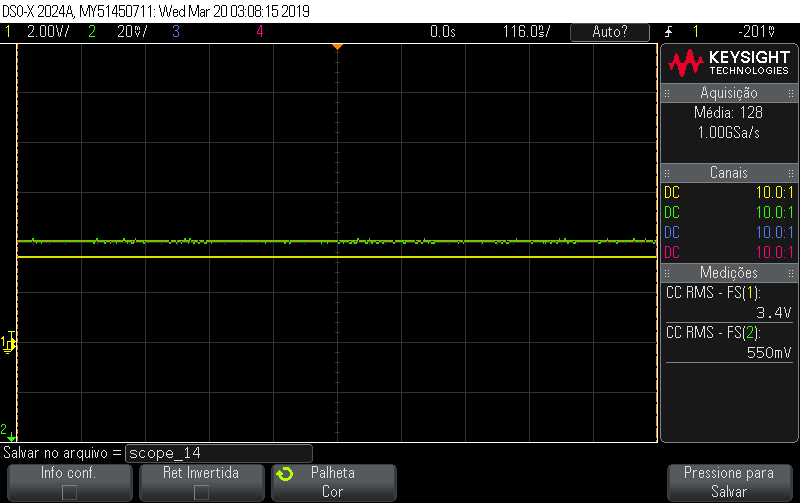 DSO-X 2024A, MY51450711: Wed Mar 20 03:08:15 2019
1 2.00V/ 2 20V/ 3 4 0.0s 116.0s/ Auto? 1 -201V
KEYSIGHT
TECHNOLOGIES
Aquisição
Média: 128
1.00GSa/s
Canais
DC 10.0:1
DC 10.0:1
DC 10.0:1
DC 10.0:1
Medições
CC RMS - FS(1):
3.4V
CC RMS - FS(2):
550mV
1
2
Salvar no arquivo = scope_14
Info conf.
Ret Invertida
Palheta
Cor
Pressione para
Salvar